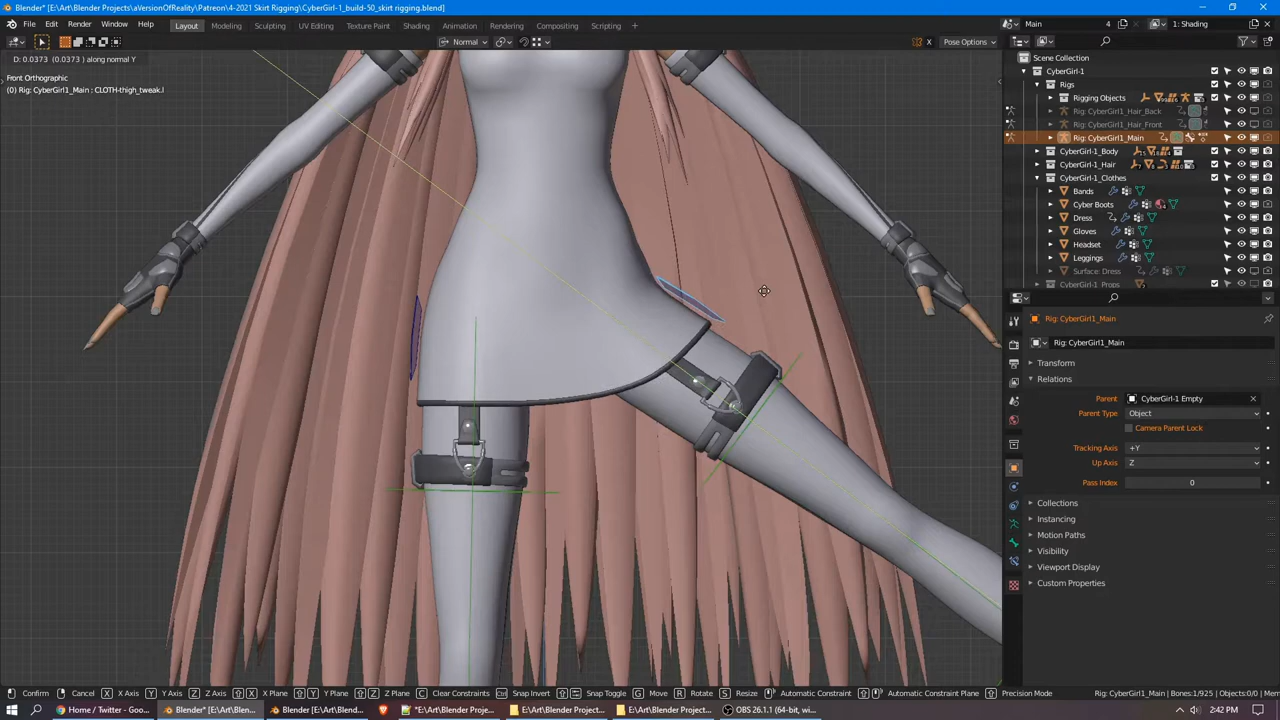 Blender* [E:\Art\Blender Projects\aVersionOfReality\Patreon\4-2021 Skirt Rigging\CyberGirl-1_build-50_skirt rigging.blend]
File Edit Render Window Help Layout Modeling Sculpting UV Editing Texture Paint Shading Animation Rendering Compositing Scripting Main 4 1: Shading
Normal X Pose Options
D: 0.0373 (0.0373) along normal Y
Front Orthographic
(0) Rig: CyberGirl1_Main : CLOTH-thigh_tweak.l
Scene Collection
CyberGirl-1
Rigs
Rigging Objects
Rig: CyberGirl1_Hair_Back
Rig: CyberGirl1_Hair_Front
Rig: CyberGirl1_Main
CyberGirl-1_Body
CyberGirl-1_Hair
CyberGirl-1_Clothes
Bands
Cyber Boots
Dress
Gloves
Headset
Leggings
Surface: Dress
CyberGirl-1_Props
Rig: CyberGirl1_Main
Rig: CyberGirl1_Main
Transform
Relations
Parent CyberGirl-1 Empty
Parent Type Object
Camera Parent Lock
Tracking Axis +Y
Up Axis Z
Pass Index 0
Collections
Instancing
Motion Paths
Visibility
Viewport Display
Custom Properties
Confirm Cancel X X Axis Y Y Axis Z Z Axis X X Plane Y Y Plane Z Z Plane C Clear Constraints Snap Invert Snap Toggle G Move R Rotate S Resize Automatic Constraint Automatic Constraint Plane Precision Mode Rig: CyberGirl1_Main | Bones:1/925 | Objects:0/0 | Mem
Home / Twitter - Goo... Blender* [E:\Art\Blen... Blender [E:\Art\Blen... *E:\Art\Blender Proje... E:\Art\Blender Projec... E:\Art\Blender Projec... OBS 26.1.1 (64-bit, w... 2:42 PM